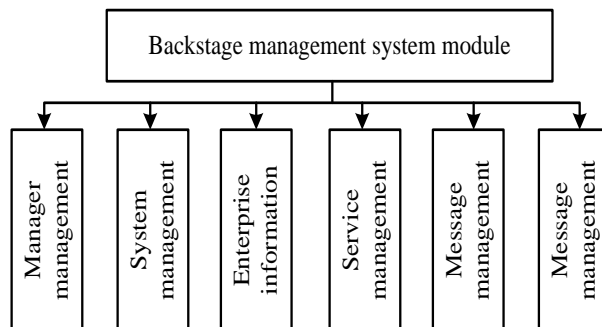 Backstage management system module
Manager
management
System
management
Enterprise
information
Service
management
Message
management
Message
management